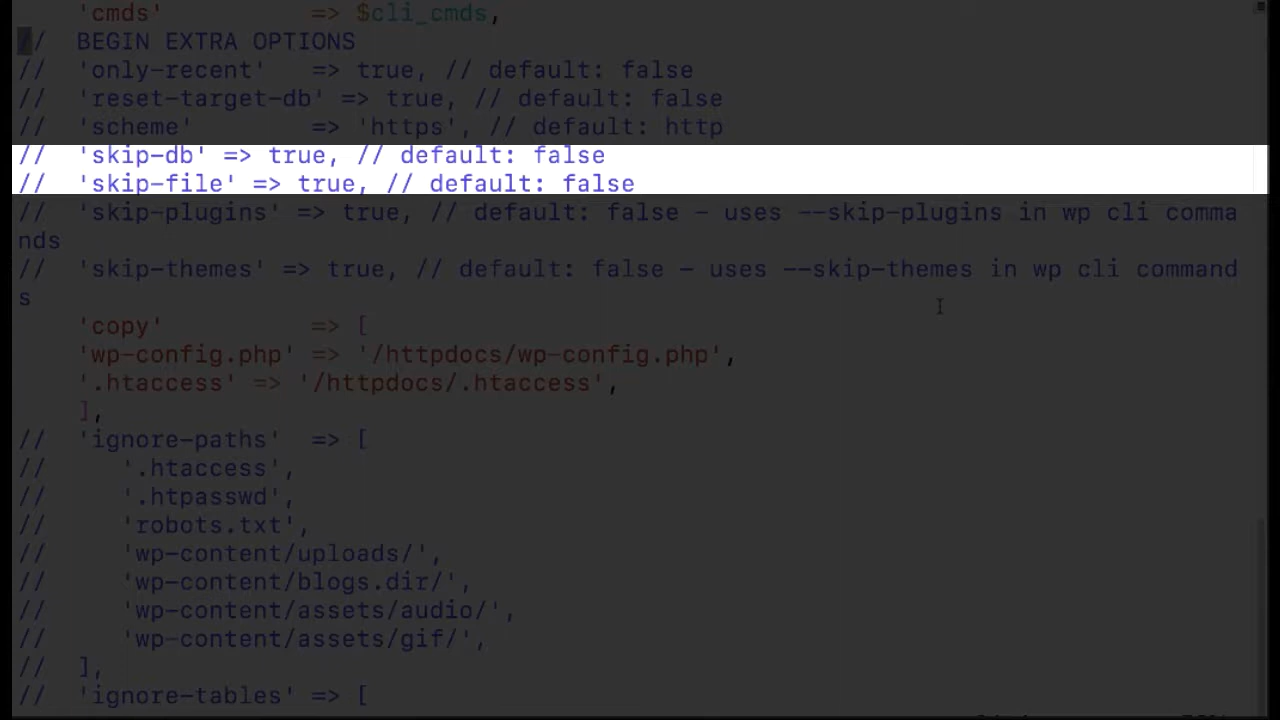 'cmds' => $cli_cmds,
// BEGIN EXTRA OPTIONS
// 'only-recent' => true, // default: false
// 'reset-target-db' => true, // default: false
// 'scheme' => 'https', // default: http
// 'skip-db' => true, // default: false
// 'skip-file' => true, // default: false
// 'skip-plugins' => true, // default: false - uses --skip-plugins in wp cli comma
nds
// 'skip-themes' => true, // default: false - uses --skip-themes in wp cli command
s
'copy' => [
'wp-config.php' => '/httpdocs/wp-config.php',
'.htaccess' => '/httpdocs/.htaccess',
],
// 'ignore-paths' => [
// '.htaccess',
// '.htpasswd',
// 'robots.txt',
// 'wp-content/uploads/',
// 'wp-content/blogs.dir/',
// 'wp-content/assets/audio/',
// 'wp-content/assets/gif/',
// ],
// 'ignore-tables' => [